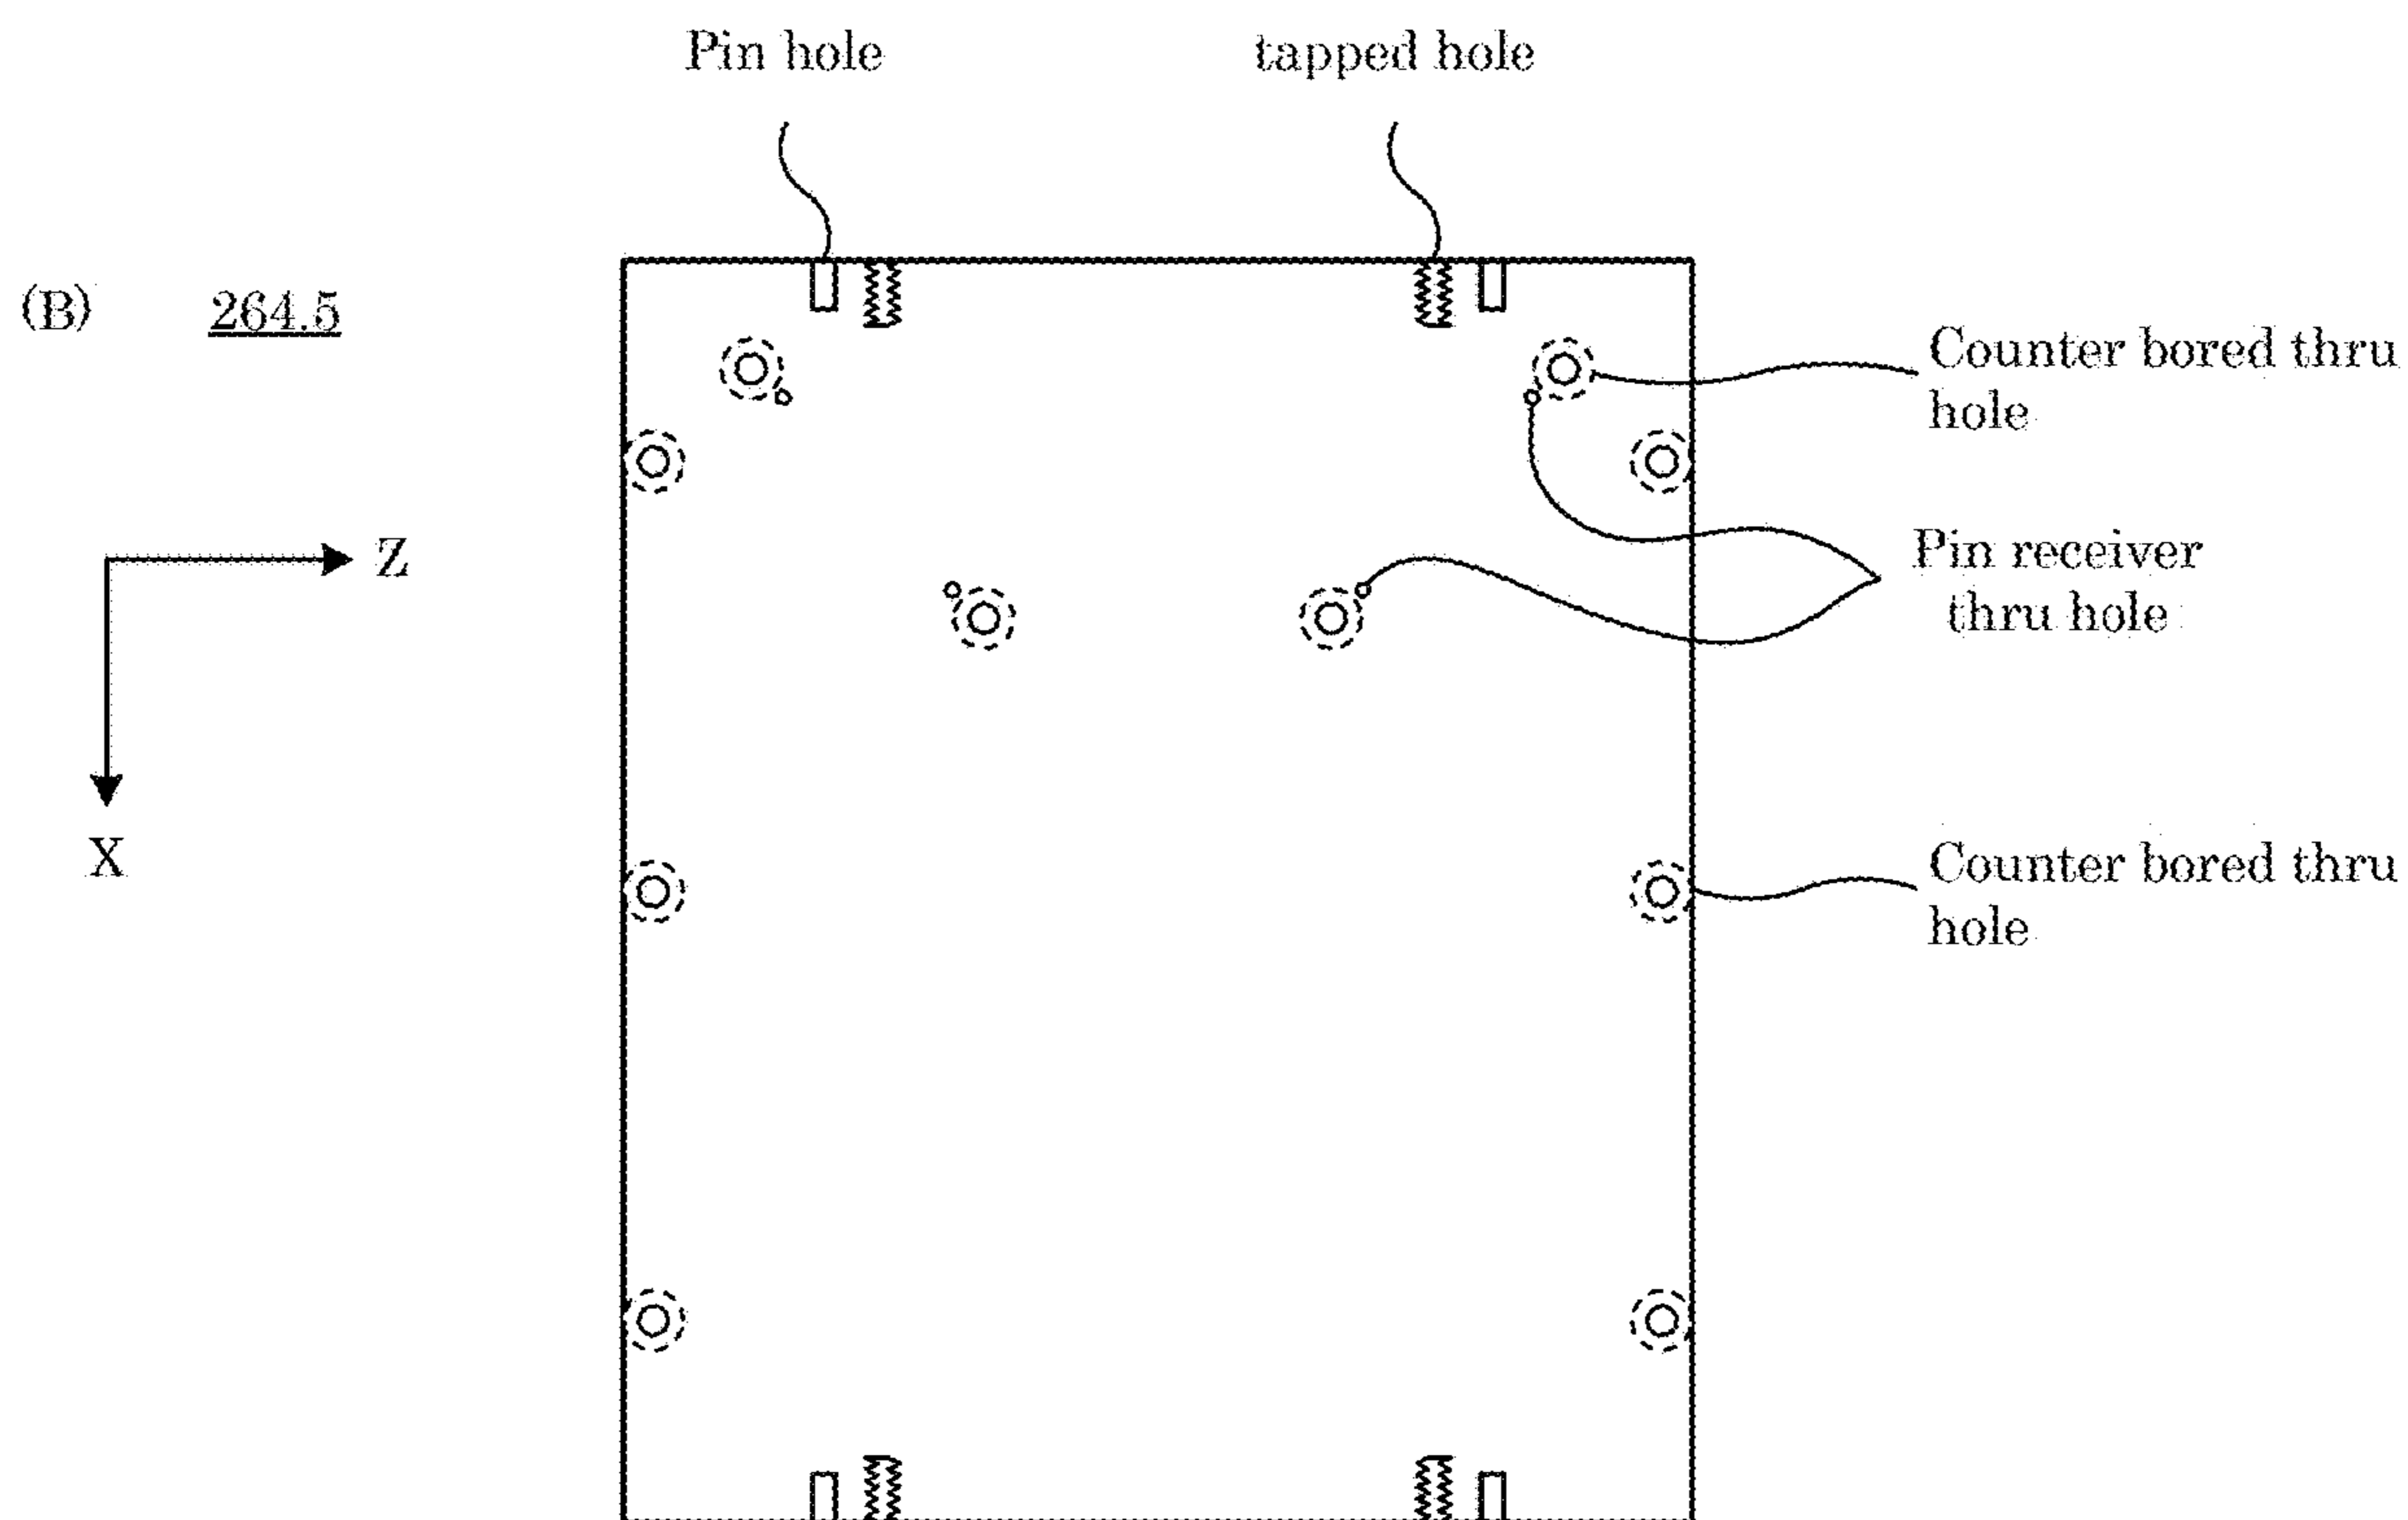 Pin hole
tapped hole
(B)
264.5
Counter bored thru
hole
Z
Pin receiver
thru hole
X
Counter bored thru
hole